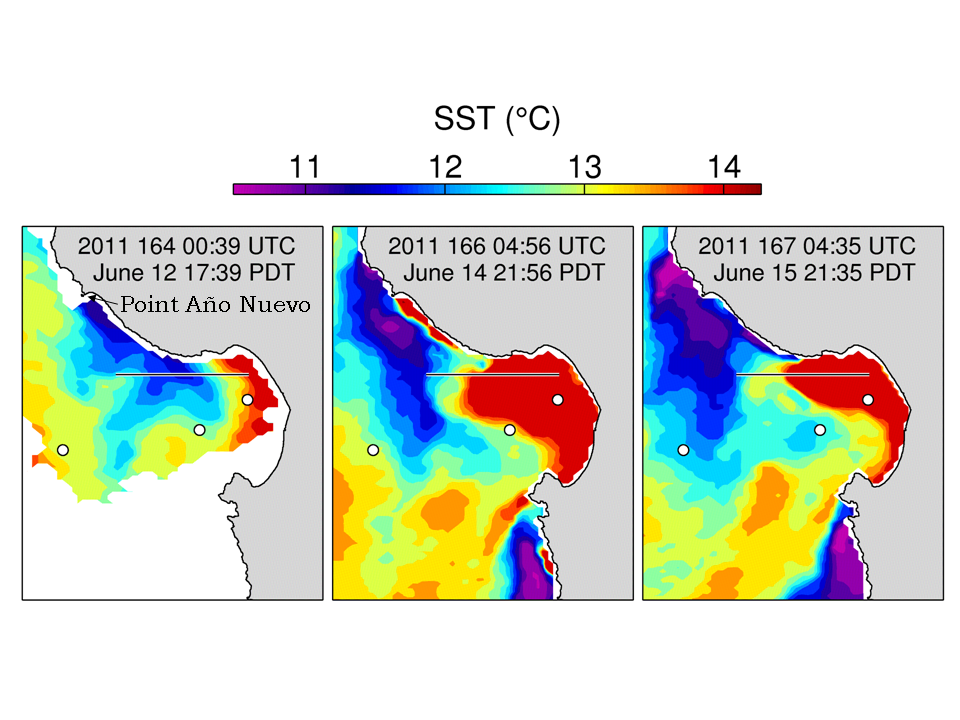 SST (°C)
11 12 13 14
2011 164 00:39 UTC
June 12 17:39 PDT
Point Año Nuevo
2011 166 04:56 UTC
June 14 21:56 PDT
2011 167 04:35 UTC
June 15 21:35 PDT